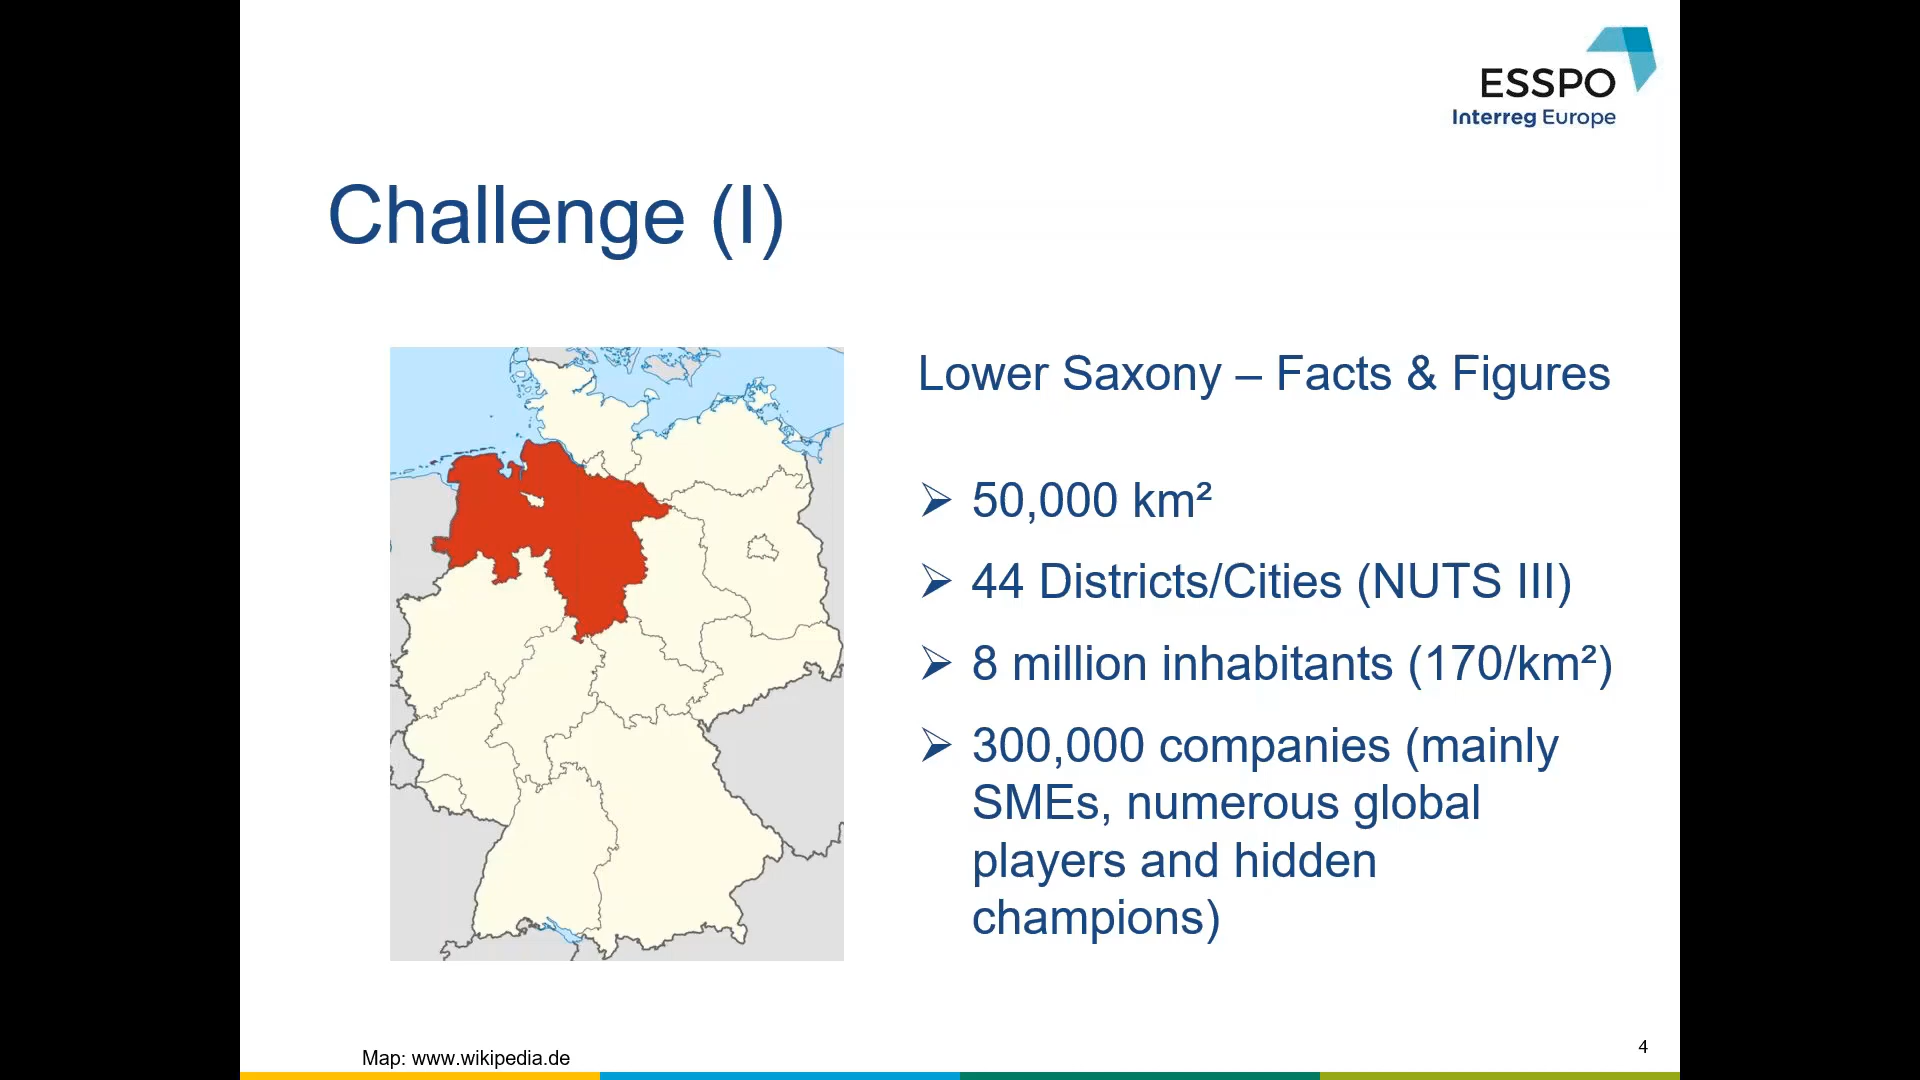 ESSPO
Interreg Europe
Challenge (I)
Lower Saxony – Facts & Figures
➢ 50,000 km²
➢ 44 Districts/Cities (NUTS III)
➢ 8 million inhabitants (170/km²)
➢ 300,000 companies (mainly
SMEs, numerous global
players and hidden
champions)
Map: www.wikipedia.de
4